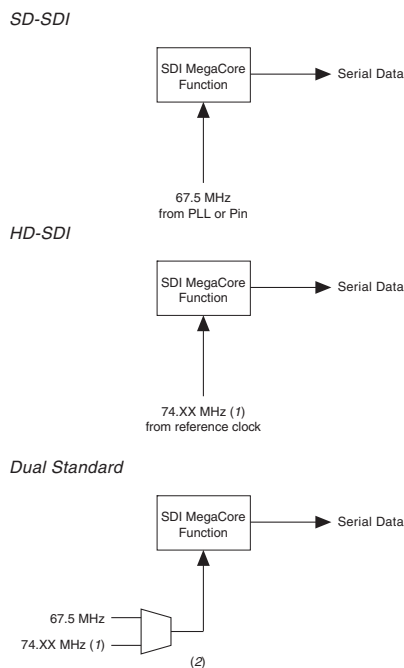 SD-SDI
SDI MegaCore
Function
Serial Data
67.5 MHz
from PLL or Pin
HD-SDI
SDI MegaCore
Function
Serial Data
74.XX MHz (1)
from reference clock
Dual Standard
SDI MegaCore
Function
Serial Data
67.5 MHz
74.XX MHz (1)
(2)